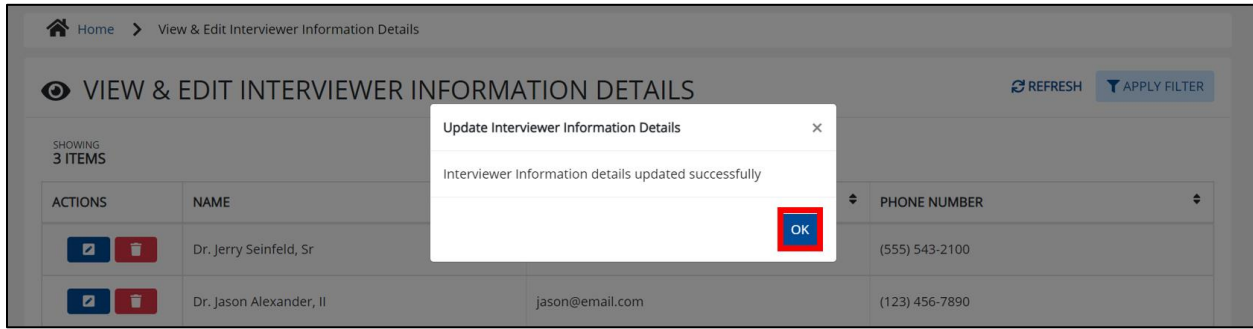 Home > View & Edit Interviewer Information Details
VIEW & EDIT INTERVIEWER INFORMATION DETAILS
REFRESH
APPLY FILTER
SHOWING
3 ITEMS
Update Interviewer Information Details ×
Interviewer Information details updated successfully
OK
ACTIONS NAME PHONE NUMBER
Dr. Jerry Seinfeld, Sr (555) 543-2100
Dr. Jason Alexander, II jason@email.com (123) 456-7890